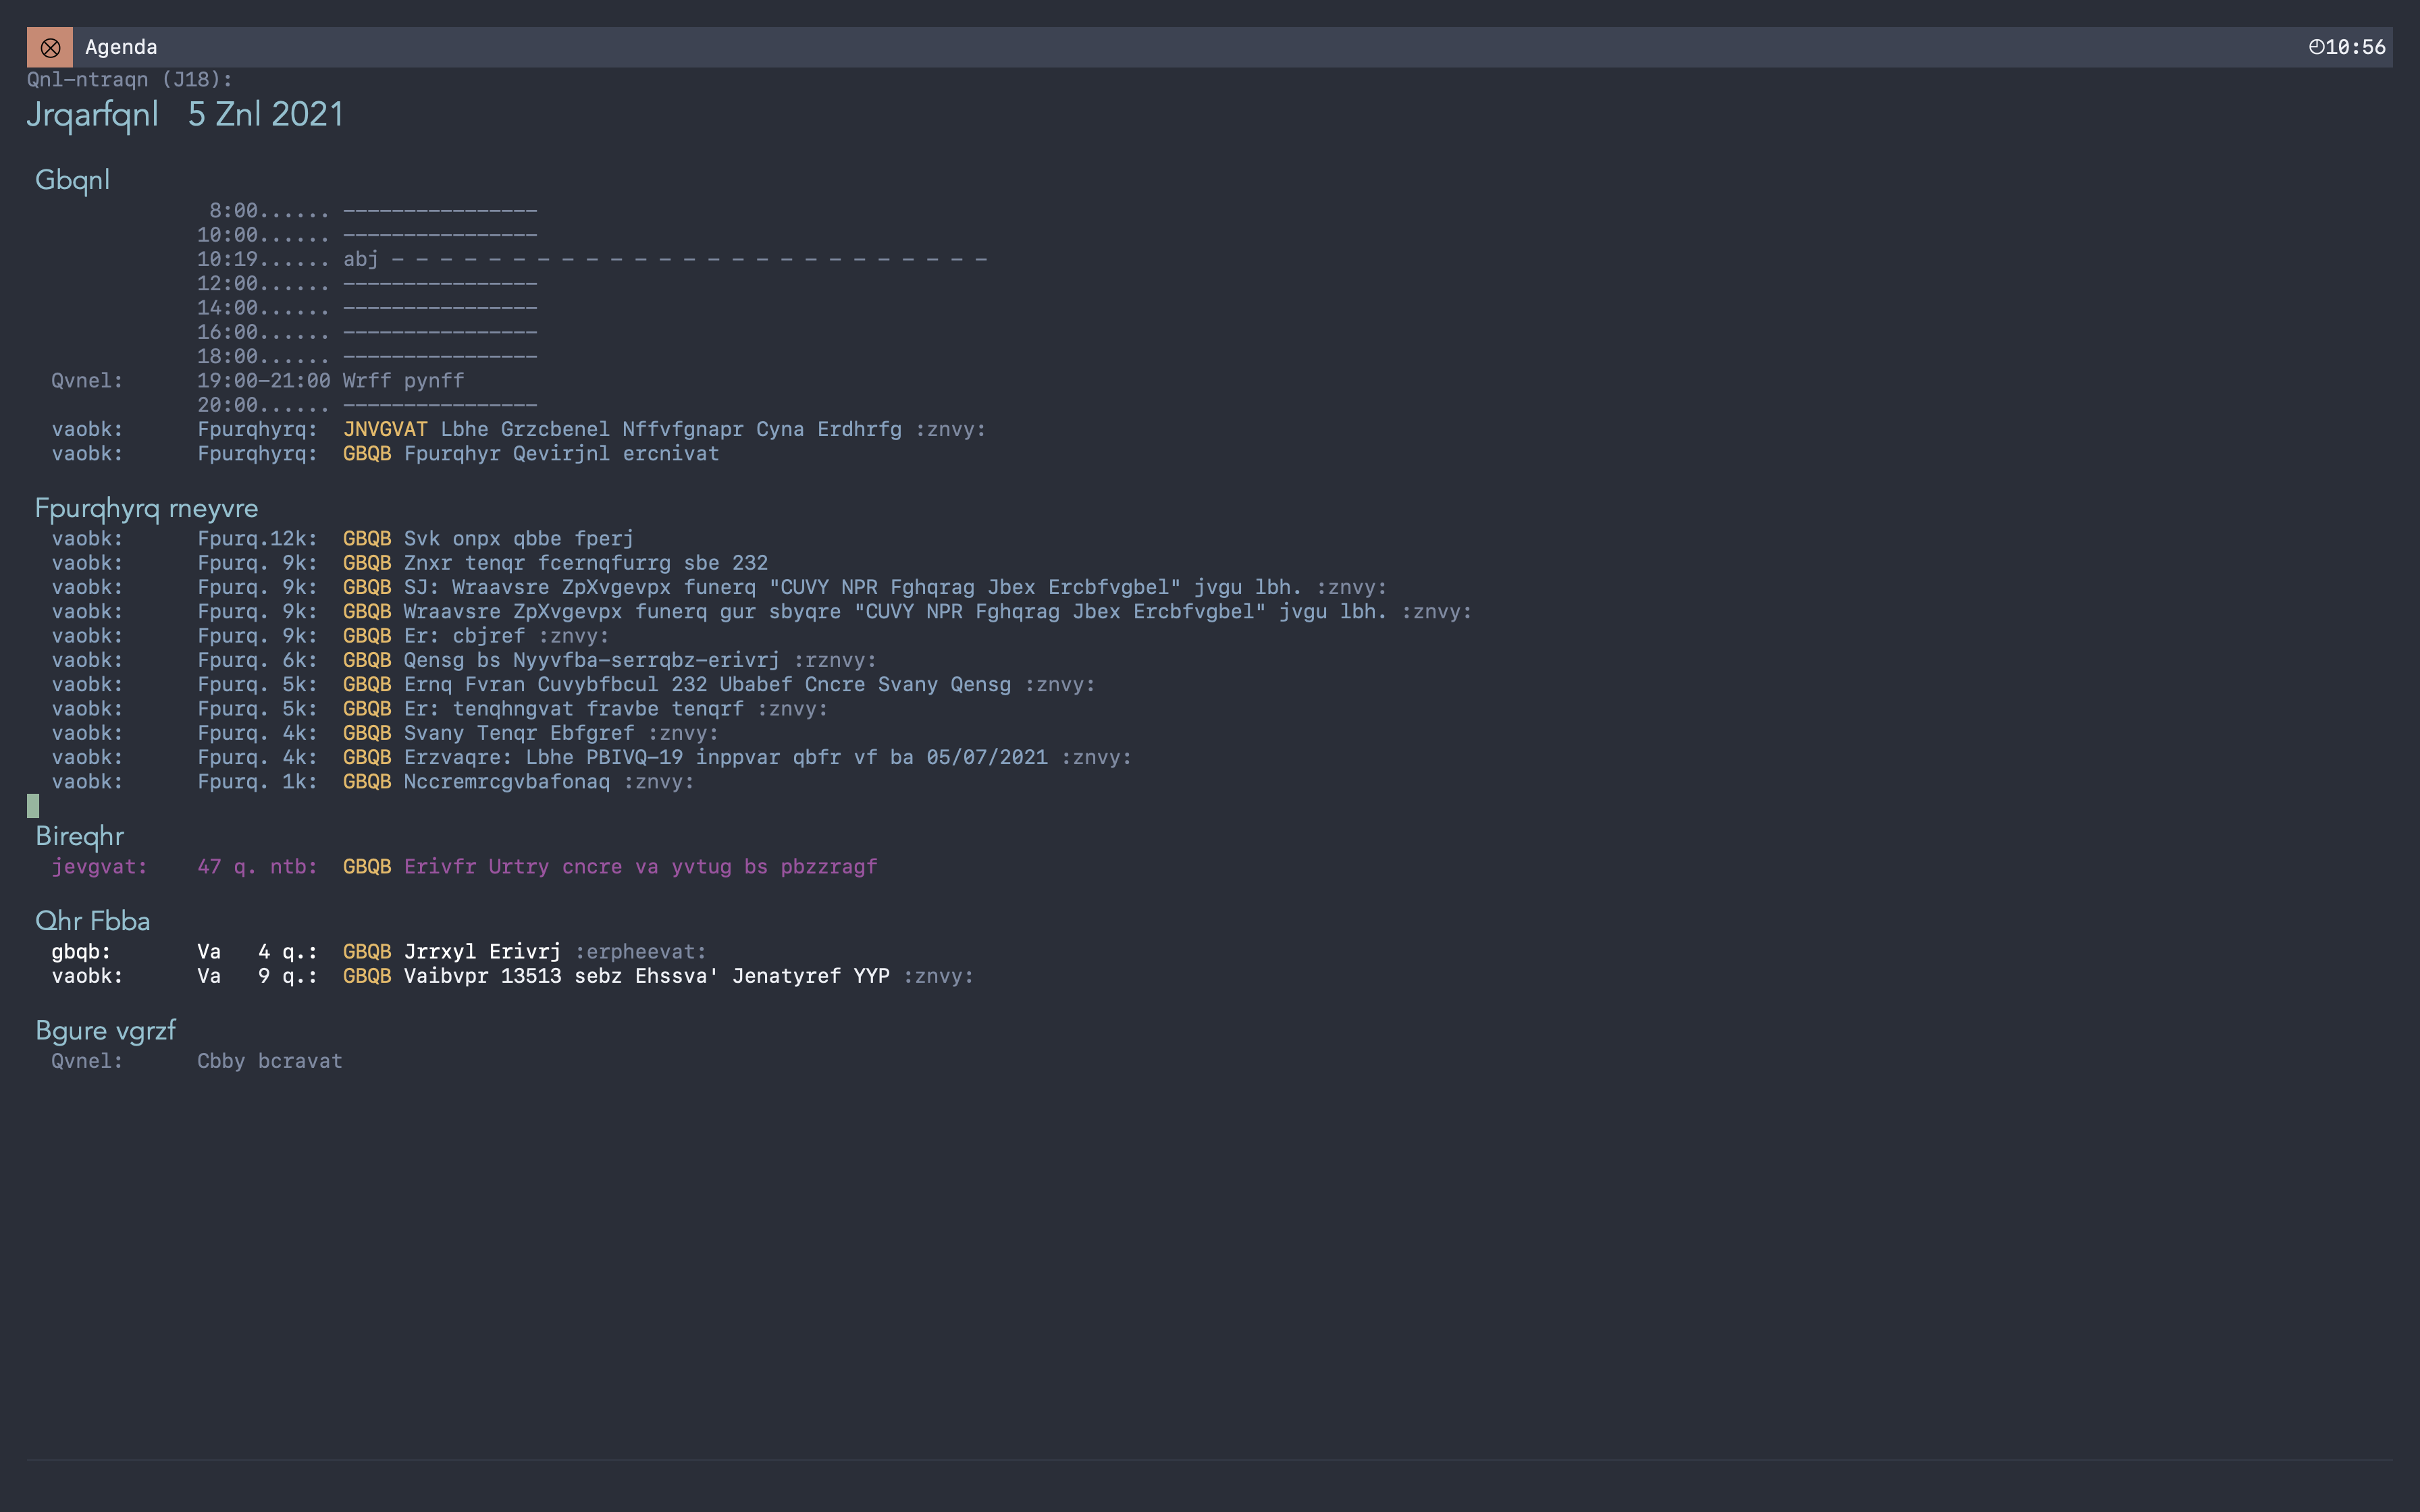 Agenda 10:56
Qnl-ntraqn (J18):
Jrqarfqnl 5 Znl 2021
Gbqnl
8:00...... ────────────────
10:00...... ────────────────
10:19...... abj - - - - - - - - - - - - - - - - - - - - - - - - -
12:00...... ────────────────
14:00...... ────────────────
16:00...... ────────────────
18:00...... ────────────────
Qvnel: 19:00-21:00 Wrff pynff
20:00...... ────────────────
vaobk: Fpurqhyrq: JNVGVAT Lbhe Grzcbenel Nffvfgnapr Cyna Erdhrfg :znvy:
vaobk: Fpurqhyrq: GBQB Fpurqhyr Qevirjnl ercnivat
Fpurqhyrq rneyvre
vaobk: Fpurq.12k: GBQB Svk onpx qbbe fperj
vaobk: Fpurq. 9k: GBQB Znxr tenqr fcernqfurrg sbe 232
vaobk: Fpurq. 9k: GBQB SJ: Wraavsre ZpXvgevpx funerq "CUVY NPR Fghqrag Jbex Ercbfvgbel" jvgu lbh. :znvy:
vaobk: Fpurq. 9k: GBQB Wraavsre ZpXvgevpx funerq gur sbyqre "CUVY NPR Fghqrag Jbex Ercbfvgbel" jvgu lbh. :znvy:
vaobk: Fpurq. 9k: GBQB Er: cbjref :znvy:
vaobk: Fpurq. 6k: GBQB Qensg bs Nyyvfba-serrqbz-erivrj :rznvy:
vaobk: Fpurq. 5k: GBQB Ernq Fvran Cuvybfbcul 232 Ubabef Cncre Svany Qensg :znvy:
vaobk: Fpurq. 5k: GBQB Er: tenqhngvat fravbe tenqrf :znvy:
vaobk: Fpurq. 4k: GBQB Svany Tenqr Ebfgref :znvy:
vaobk: Fpurq. 4k: GBQB Erzvaqre: Lbhe PBIVQ-19 inppvar qbfr vf ba 05/07/2021 :znvy:
vaobk: Fpurq. 1k: GBQB Nccremrcgvbafonaq :znvy:
Bireqhr
jevgvat: 47 q. ntb: GBQB Erivfr Urtry cncre va yvtug bs pbzzragf
Qhr Fbba
gbqb: Va 4 q.: GBQB Jrrxyl Erivrj :erpheevat:
vaobk: Va 9 q.: GBQB Vaibvpr 13513 sebz Ehssva' Jenatyref YYP :znvy:
Bgure vgrzf
Qvnel: Cbby bcravat